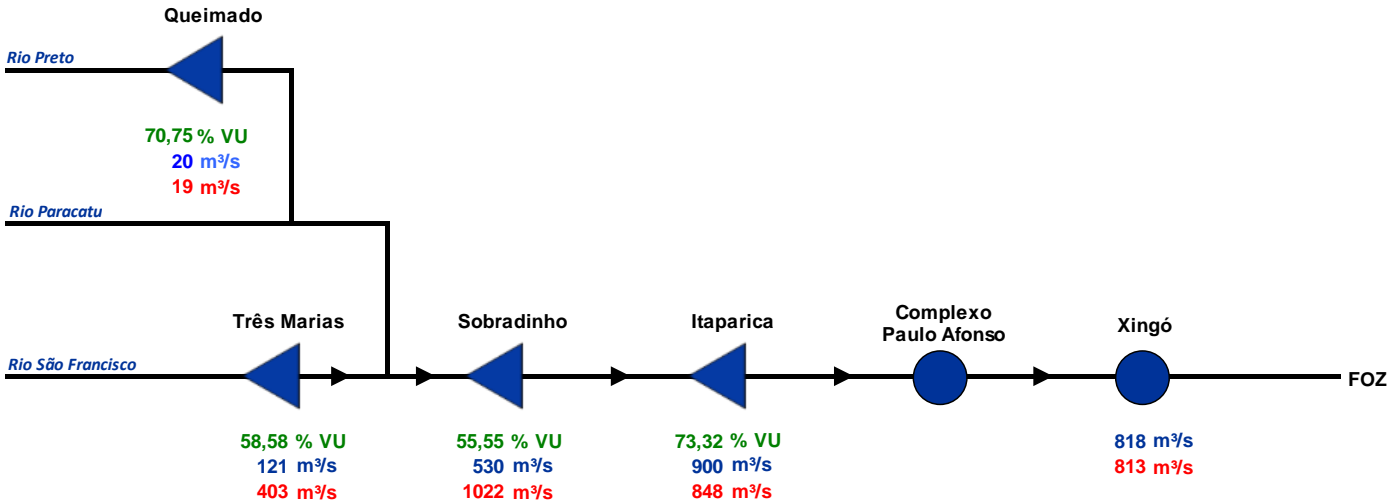 Queimado
Rio Preto
70,75 % VU
20 m³/s
19 m³/s
Rio Paracatu
Três Marias
Sobradinho
Itaparica
Complexo
Paulo Afonso
Xingó
Rio São Francisco
FOZ
58,58 % VU
121 m³/s
403 m³/s
55,55 % VU
530 m³/s
1022 m³/s
73,32 % VU
900 m³/s
848 m³/s
818 m³/s
813 m³/s